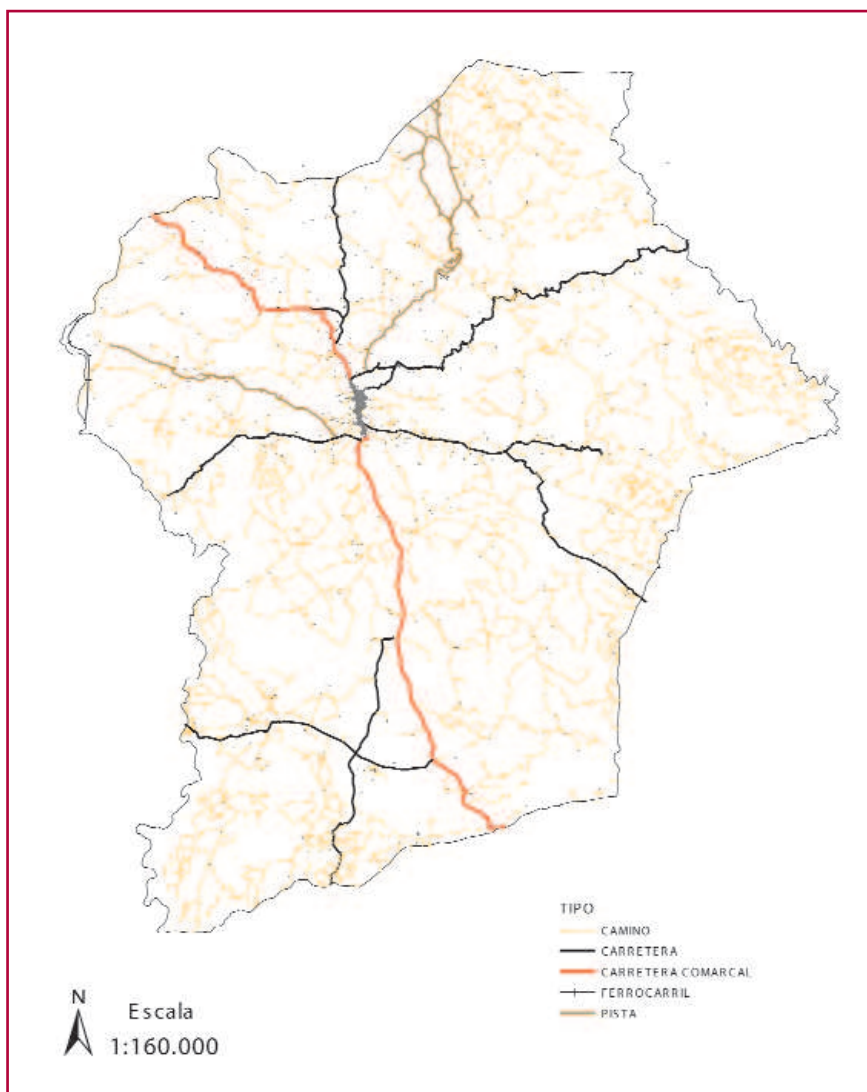 TIPO
CAMINO
CARRETERA
CARRETERA COMARCAL
FERROCARRIL
PISTA
N
Escala
1:160.000